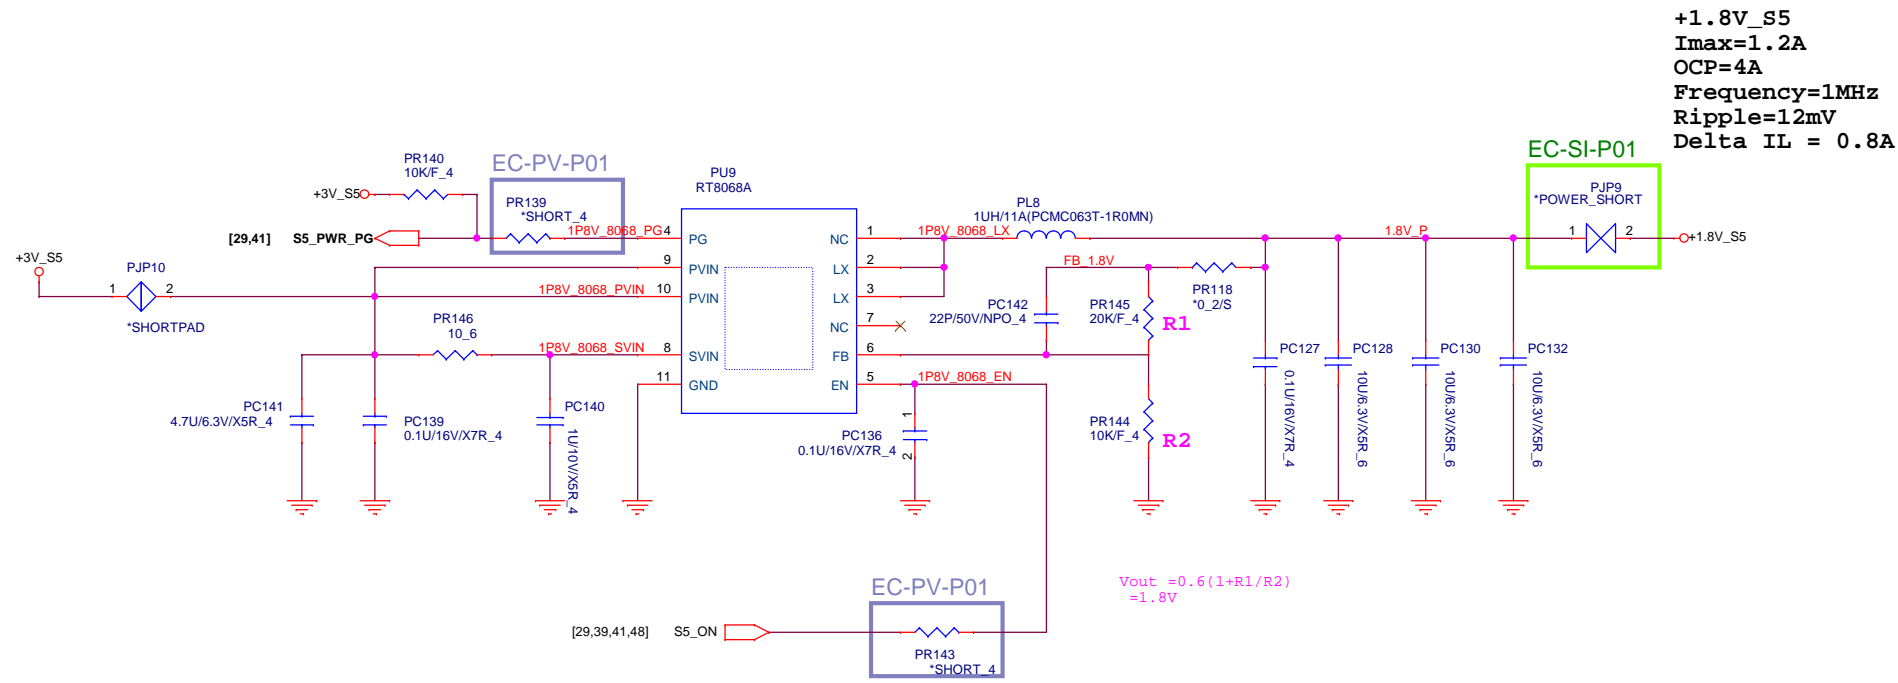 +1.8V_S5
Imax=1.2A
OCP=4A
Frequency=1MHz
Ripple=12mV
Delta IL = 0.8A
EC-SI-P01
PJP9
*POWER_SHORT
1
2
+1.8V_S5
PR140
10K/F_4
+3V_S5
EC-PV-P01
PR139
*SHORT_4
1P8V_8068_PG
4
[29,41]
S5_PWR_PG
PU9
RT8068A
PG
PVIN
PVIN
SVIN
GND
NC
LX
LX
NC
FB
EN
9
10
8
11
1
2
3
7
6
5
+3V_S5
PJP10
1
2
*SHORTPAD
1P8V_8068_PVIN
PR146
10_6
1P8V_8068_SVIN
PC141
4.7U/6.3V/X5R_4
PC139
0.1U/16V/X7R_4
PC140
1U/10V/X5R_4
1P8V_8068_LX
PL8
1UH/11A(PCMC063T-1R0MN)
1.8V_P
FB_1.8V
PC142
22P/50V/NPO_4
PR145
20K/F_4
R1
PR118
*0_2/S
1P8V_8068_EN
PC136
0.1U/16V/X7R_4
1
2
PR144
10K/F_4
R2
PC127
0.1U/16V/X7R_4
PC128
10U/6.3V/X5R_6
PC130
10U/6.3V/X5R_6
PC132
10U/6.3V/X5R_6
Vout =0.6(1+R1/R2)
=1.8V
EC-PV-P01
[29,39,41,48]
S5_ON
PR143
*SHORT_4